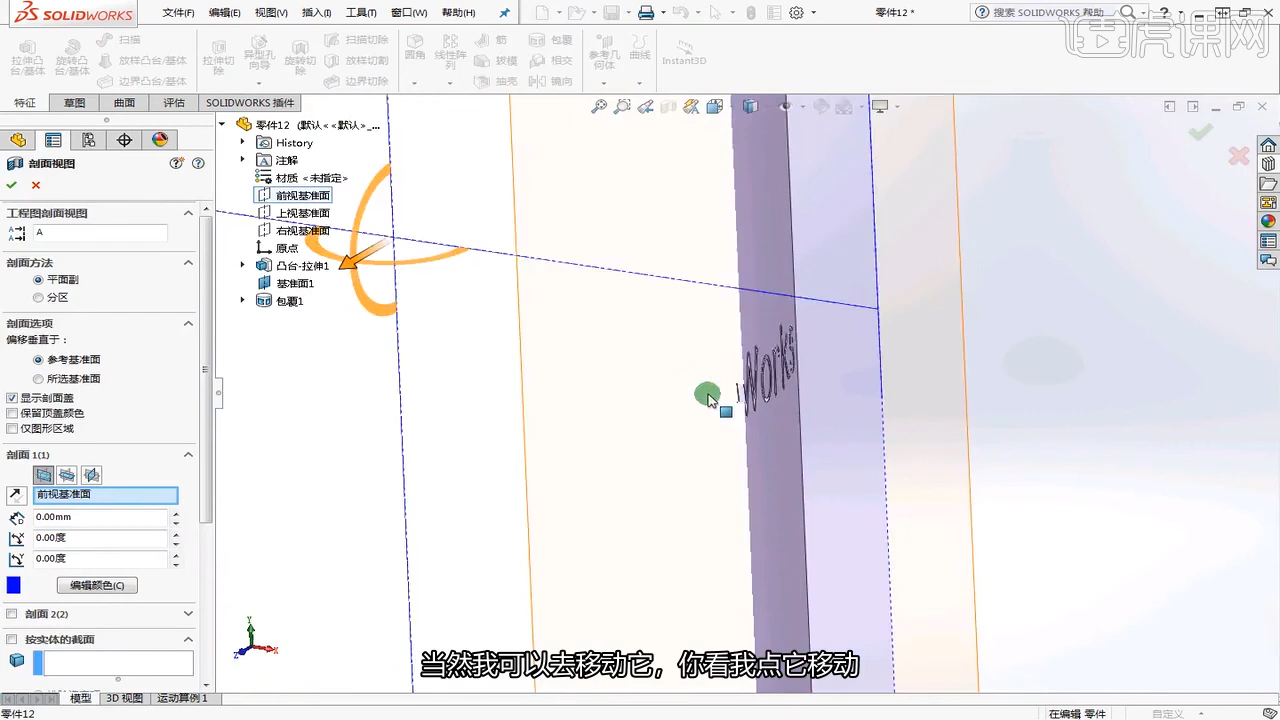 SOLIDWORKS 文件(F) 编辑(E) 视图(V) 插入(I) 工具(T) 窗口(W) 帮助(H) 零件12 * 搜索 SOLIDWORKS 帮助
虎课网
拉伸凸台/基体 旋转凸台/基体 扫描 放样凸台/基体 边界凸台/基体 拉伸切除 异型孔向导 旋转切除 扫描切除 放样切割 边界切除 圆角 线性阵列 筋 拔模 抽壳 包覆 相交 镜向 参考几何体 曲线 Instant3D
特征 草图 曲面 评估 SOLIDWORKS 插件
零件12 (默认<<默认>_...
History
注解
材质 <未指定>
前视基准面
上视基准面
右视基准面
原点
凸台-拉伸1
基准面1
包覆1
剖面视图
工程图剖面视图
A
剖面方法
平面副
分区
剖面选项
偏移垂直于:
参考基准面
所选基准面
显示剖面盖
保留顶盖颜色
仅图形区域
剖面 1(1)
前视基准面
0.00mm
0.00度
0.00度
编辑颜色(C)
剖面 2(2)
按实体的截面
Works
Y
Z
X
当然我可以去移动它，你看我点它移动
模型 3D 视图 运动算例 1
零件12 在编辑 零件 自定义